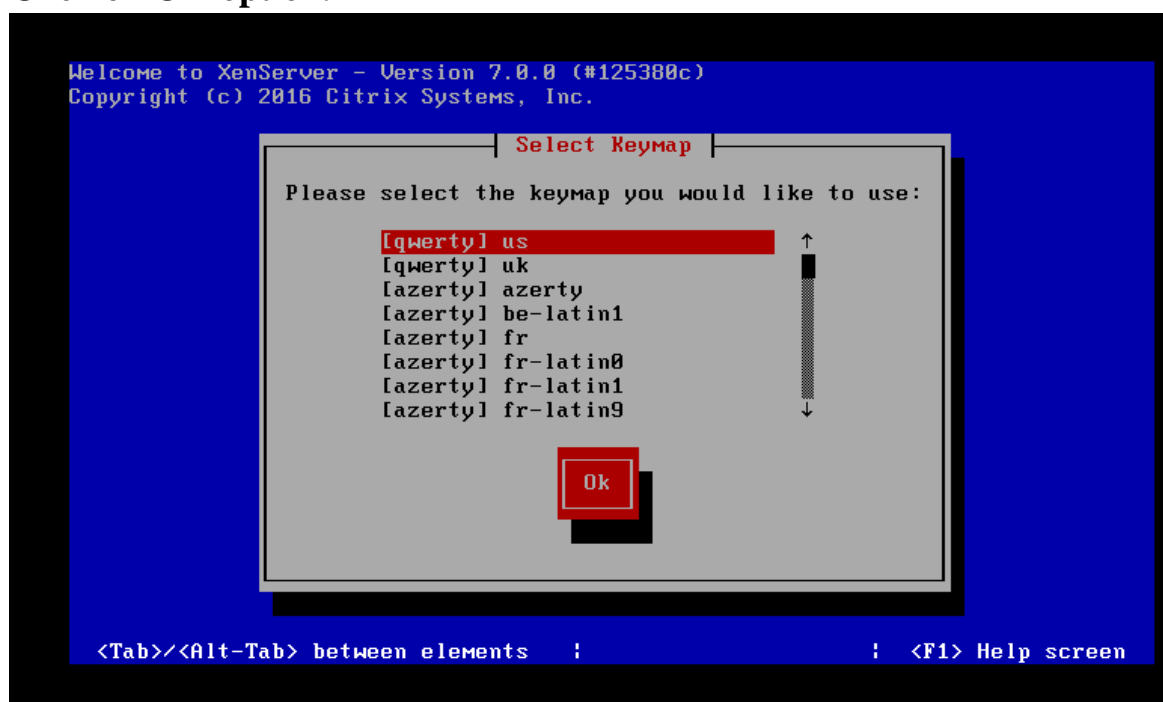 Welcome to XenServer - Version 7.0.0 (#125380c)
Copyright (c) 2016 Citrix Systems, Inc.
Select Keymap
Please select the keymap you would like to use:
[qwerty] us
[qwerty] uk
[azerty] azerty
[azerty] be-latin1
[azerty] fr
[azerty] fr-latin0
[azerty] fr-latin1
[azerty] fr-latin9
Ok
<Tab>/<Alt-Tab> between elements | | <F1> Help screen